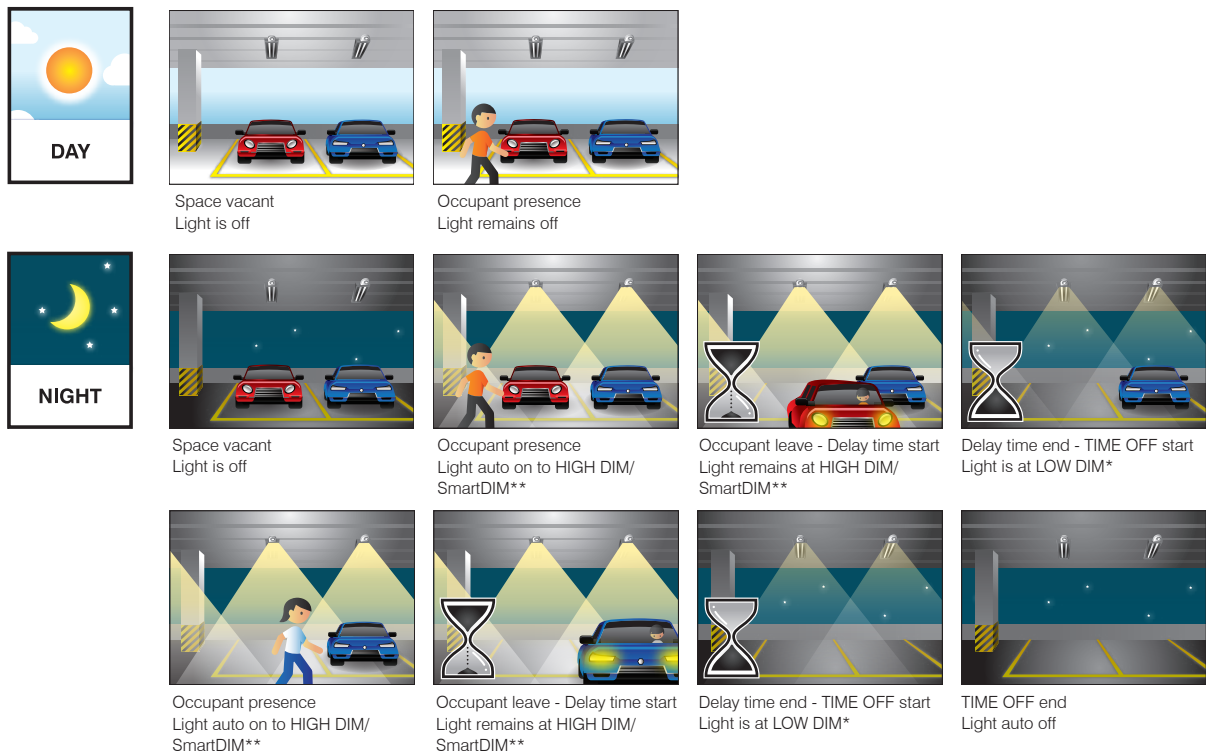 DAY
Space vacant
Light is off
Occupant presence
Light remains off
NIGHT
Space vacant
Light is off
Occupant presence
Light auto on to HIGH DIM/
SmartDIM**
Occupant leave - Delay time start
Light remains at HIGH DIM/
SmartDIM**
Delay time end - TIME OFF start
Light is at LOW DIM*
Occupant presence
Light auto on to HIGH DIM/
SmartDIM**
Occupant leave - Delay time start
Light remains at HIGH DIM/
SmartDIM**
Delay time end - TIME OFF start
Light is at LOW DIM*
TIME OFF end
Light auto off